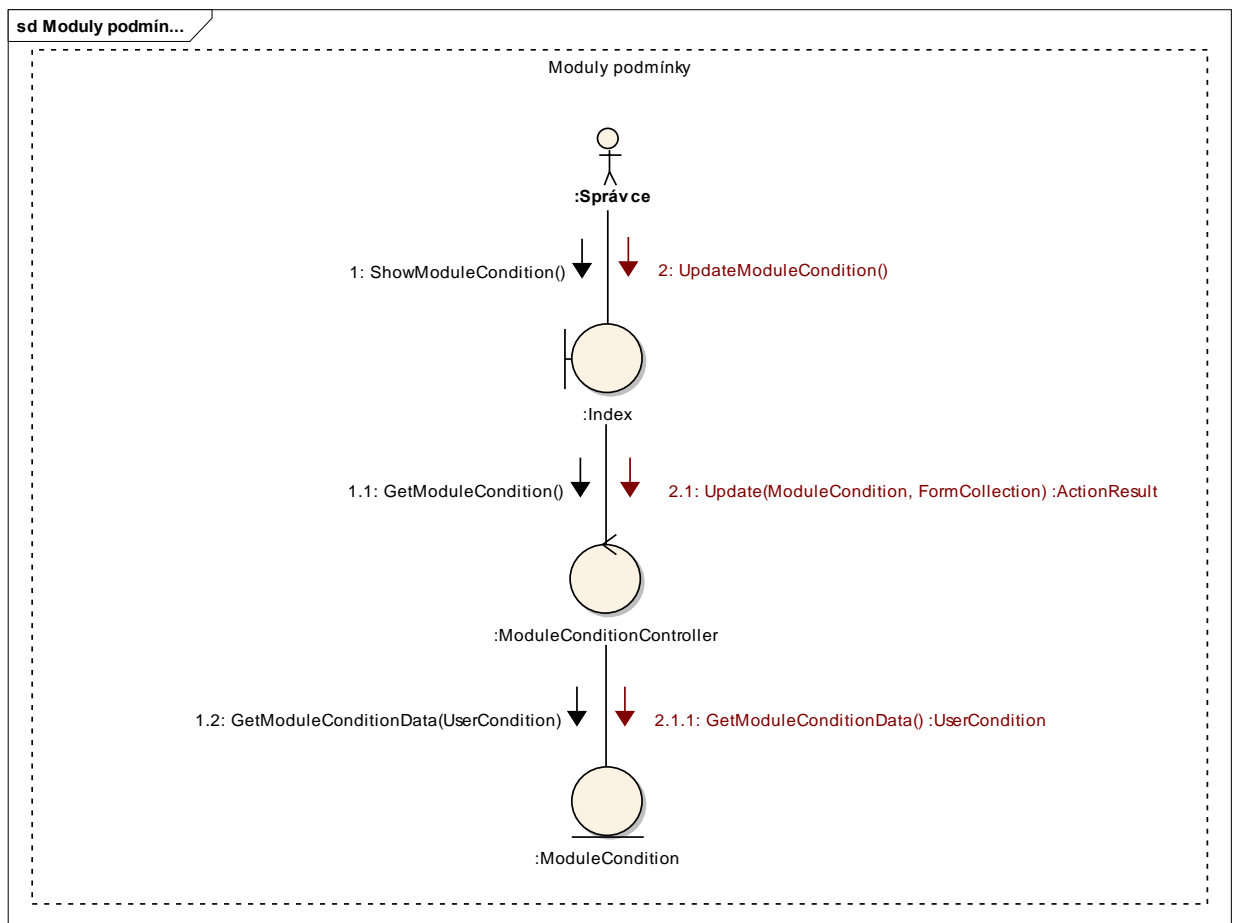 sd Moduly podmín...
Moduly podmínky
:Správce
1: ShowModuleCondition()
2: UpdateModuleCondition()
:Index
1.1: GetModuleCondition()
2.1: Update(ModuleCondition, FormCollection) :ActionResult
:ModuleConditionController
1.2: GetModuleConditionData(UserCondition)
2.1.1: GetModuleConditionData() :UserCondition
:ModuleCondition